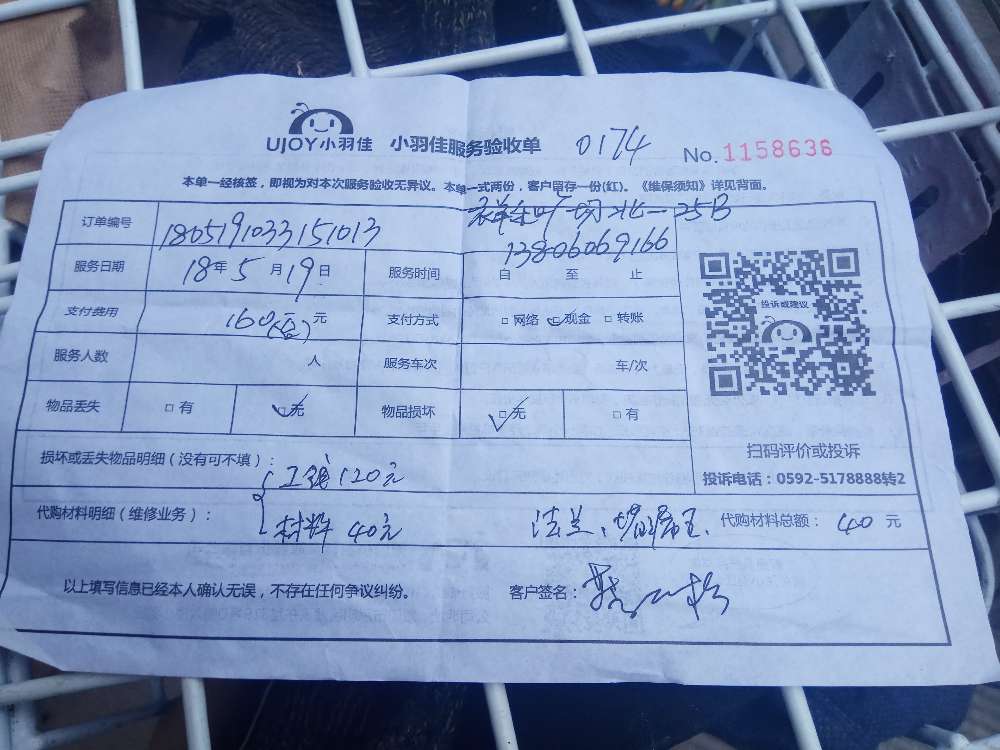 UJOY小羽佳 小羽佳服务验收单 0174 No.1158636
本单一经核签,即视为对本次服务验收无异议。本单一式两份,客户留存一份(红)。《维保须知》详见背面。
订单编号 1805191033151013 北一25B
13806069166
服务日期 18年5月19日 服务时间 自 至 止
支付费用 160元 元 支付方式 □网络 ☑现金 □转账
投诉或建议
服务人数 人 服务车次 车/次
物品丢失 □有 ☑无 物品损坏 ☑无 □有
扫码评价或投诉
损坏或丢失物品明细(没有可不填): 工钱120元
投诉电话:0592-5178888转2
代购材料明细(维修业务): 材料40元 法兰、 代购材料总额: 40元
以上填写信息已经本人确认无误,不存在任何争议纠纷。 客户签名: